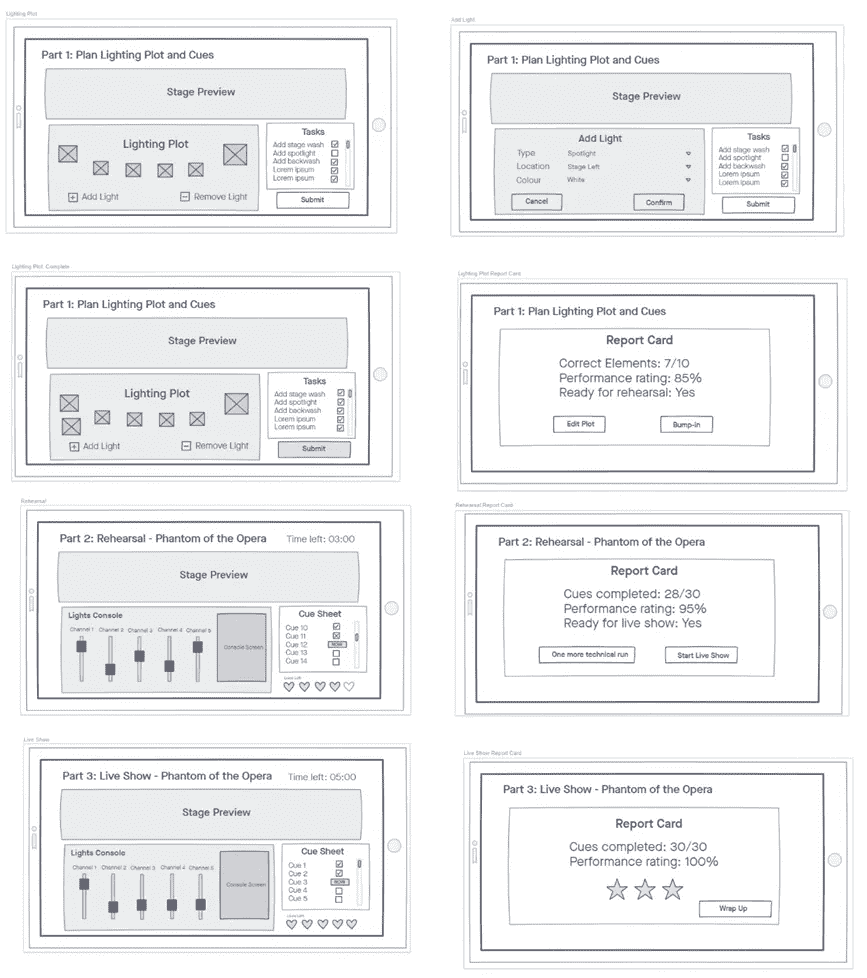 Lighting Plot
Part 1: Plan Lighting Plot and Cues
Stage Preview
Lighting Plot
Add Light
Remove Light
Tasks
Add stage wash
Add spotlight
Add backwash
Lorem ipsum
Lorem ipsum
Submit
Add Light
Part 1: Plan Lighting Plot and Cues
Stage Preview
Add Light
Type Spotlight
Location Stage Left
Colour White
Cancel
Confirm
Tasks
Add stage wash
Add spotlight
Add backwash
Lorem ipsum
Lorem ipsum
Submit
Lighting Plot Complete
Part 1: Plan Lighting Plot and Cues
Stage Preview
Lighting Plot
Add Light
Remove Light
Tasks
Add stage wash
Add spotlight
Add backwash
Lorem ipsum
Lorem ipsum
Submit
Lighting Plot Report Card
Part 1: Plan Lighting Plot and Cues
Report Card
Correct Elements: 7/10
Performance rating: 85%
Ready for rehearsal: Yes
Edit Plot
Bump-in
Rehearsal
Part 2: Rehearsal - Phantom of the Opera
Time left: 03:00
Stage Preview
Lights Console
Channel 1 Channel 2 Channel 3 Channel 4 Channel 5
Console Screen
Cue Sheet
Cue 10
Cue 11
Cue 12 NOW
Cue 13
Cue 14
Lives Left
Rehearsal Report Card
Part 2: Rehearsal - Phantom of the Opera
Report Card
Cues completed: 28/30
Performance rating: 95%
Ready for live show: Yes
One more technical run
Start Live Show
Live Show
Part 3: Live Show - Phantom of the Opera
Time left: 05:00
Stage Preview
Lights Console
Channel 1 Channel 2 Channel 3 Channel 4 Channel 5
Console Screen
Cue Sheet
Cue 1
Cue 2
Cue 3 NOW
Cue 4
Cue 5
Lives Left
Live Show Report Card
Part 3: Live Show - Phantom of the Opera
Report Card
Cues completed: 30/30
Performance rating: 100%
Wrap Up